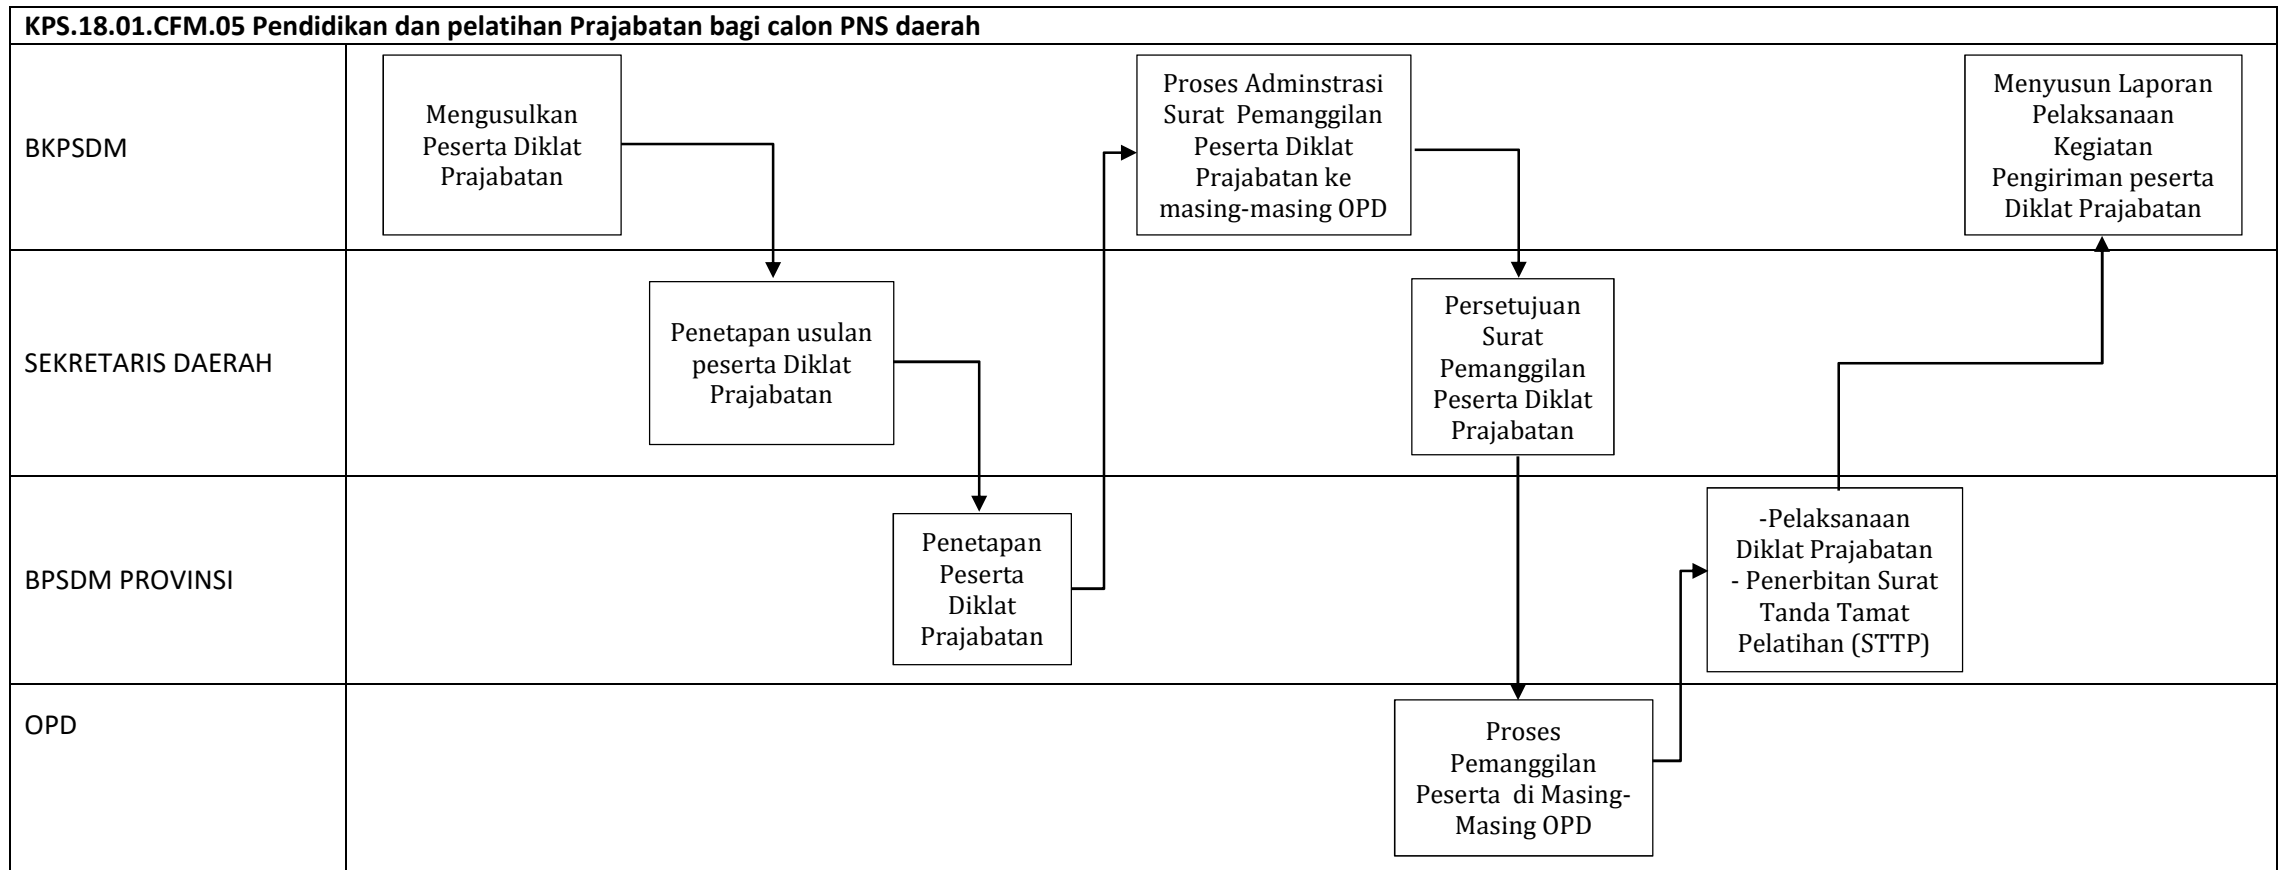 KPS.18.01.CFM.05 Pendidikan dan pelatihan Prajabatan bagi calon PNS daerah
BKPSDM
Mengusulkan
Peserta Diklat
Prajabatan
Proses Adminstrasi
Surat Pemanggilan
Peserta Diklat
Prajabatan ke
masing-masing OPD
Menyusun Laporan
Pelaksanaan
Kegiatan
Pengiriman peserta
Diklat Prajabatan
SEKRETARIS DAERAH
Penetapan usulan
peserta Diklat
Prajabatan
Persetujuan
Surat
Pemanggilan
Peserta Diklat
Prajabatan
BPSDM PROVINSI
Penetapan
Peserta
Diklat
Prajabatan
-Pelaksanaan
Diklat Prajabatan
- Penerbitan Surat
Tanda Tamat
Pelatihan (STTP)
OPD
Proses
Pemanggilan
Peserta di Masing-
Masing OPD